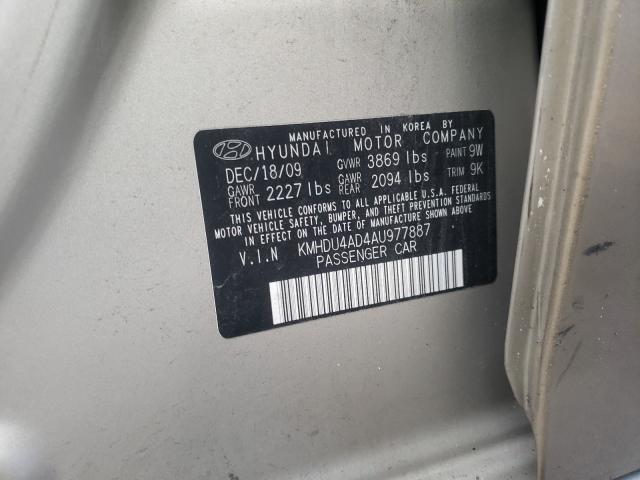 MANUFACTURED IN KOREA BY
HYUNDAI MOTOR COMPANY
DEC/18/09 GVWR 3869 lbs PAINT 9W
GAWR FRONT 2227 lbs GAWR REAR 2094 lbs TRIM 9K
THIS VEHICLE CONFORMS TO ALL APPLICABLE U.S.A. FEDERAL
MOTOR VEHICLE SAFETY, BUMPER, AND THEFT PREVENTION STANDARDS
IN EFFECT ON THE DATE OF MANUFACTURE SHOWN ABOVE.
V.I.N KMHDU4AD4AU977887
PASSENGER CAR